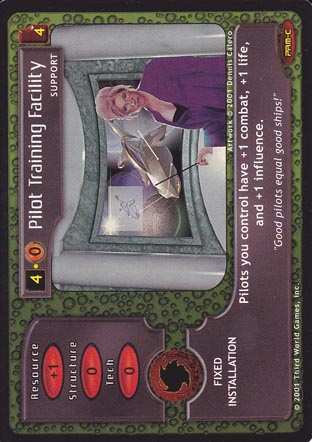 4
Pilot Training Facility
SUPPORT
PRM-C
4 • 0
Artwork © 2001 Dennis Calero
Resource
+1
Structure
0
Tech
0
FIXED
INSTALLATION
Pilots you control have +1 combat, +1 life,
and +1 influence.
"Good pilots equal good ships!"
© 2001 Third World Games, Inc.